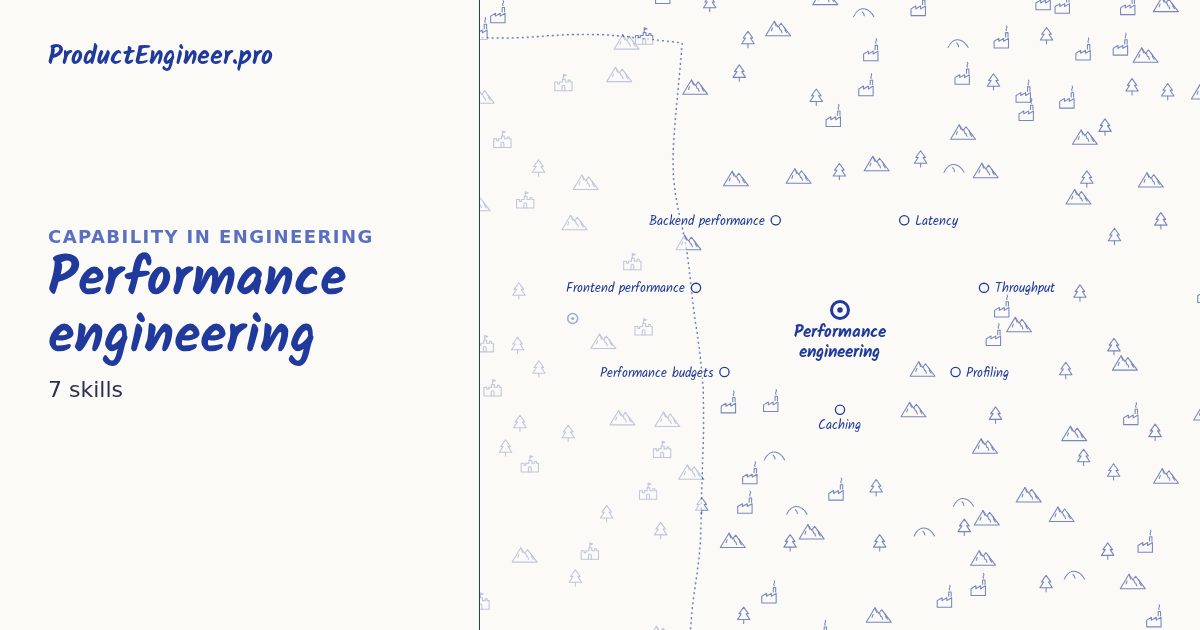 ProductEngineer.pro
CAPABILITY IN ENGINEERING
Performance
engineering
7 skills
Backend performance
Latency
Frontend performance
Throughput
Performance
engineering
Performance budgets
Profiling
Caching